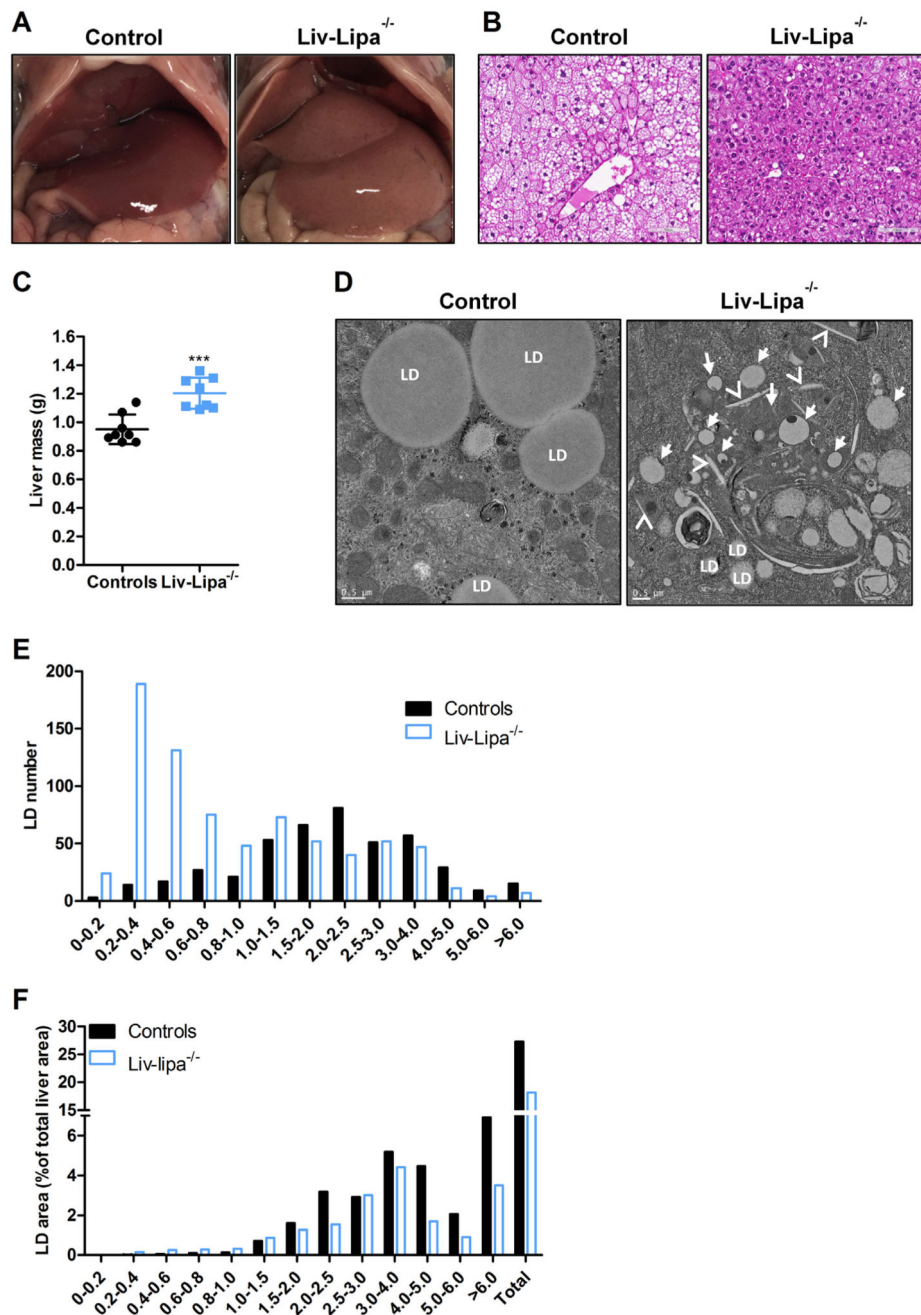 A
Control
Liv-Lipa-/-
B
Control
Liv-Lipa-/-
C
1.6
1.4
1.2
1.0
0.8
0.6
0.4
0.2
0.0
Liver mass (g)
***
Controls Liv-Lipa-/-
D
Control
Liv-Lipa-/-
LD
LD
LD
LD
0.5 µm
LD
LD
LD
0.5 µm
E
200
150
100
50
0
LD number
Controls
Liv-Lipa-/-
0-0.2
0.2-0.4
0.4-0.6
0.6-0.8
0.8-1.0
1.0-1.5
1.5-2.0
2.0-2.5
2.5-3.0
3.0-4.0
4.0-5.0
5.0-6.0
>6.0
F
30
25
20
15
6
4
2
0
LD area (%of total liver area)
Controls
Liv-lipa-/-
0-0.2
0.2-0.4
0.4-0.6
0.6-0.8
0.8-1.0
1.0-1.5
1.5-2.0
2.0-2.5
2.5-3.0
3.0-4.0
4.0-5.0
5.0-6.0
>6.0
Total